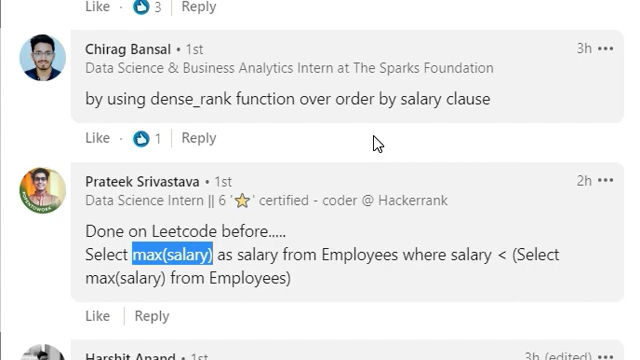 Like · 3 | Reply
Chirag Bansal • 1st 3h •••
Data Science & Business Analytics Intern at The Sparks Foundation
by using dense_rank function over order by salary clause
Like · 1 | Reply
Prateek Srivastava • 1st 2h •••
Data Science Intern || 6 '⭐' certified - coder @ Hackerrank
Done on Leetcode before.....
Select max(salary) as salary from Employees where salary < (Select
max(salary) from Employees)
Like | Reply
Harshit Anand • 1st 3h (edited) •••